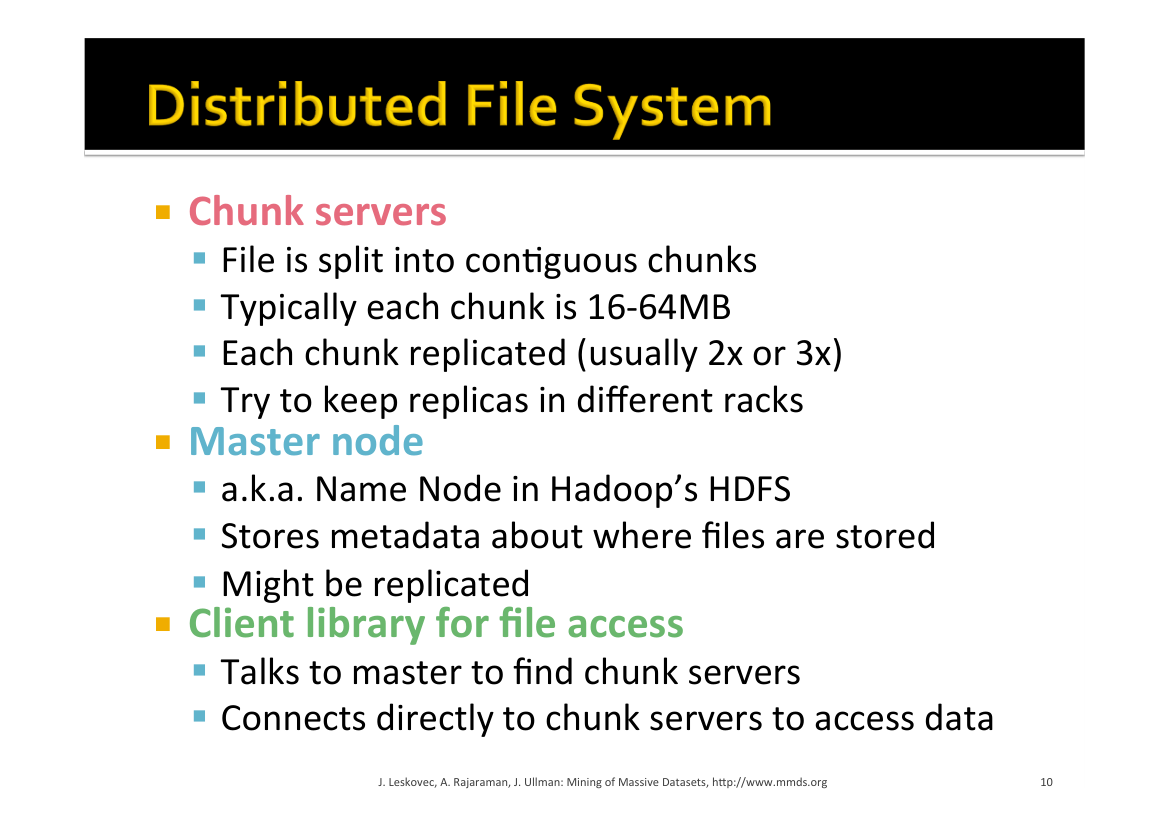 Distributed File System
Chunk servers
File is split into contiguous chunks
Typically each chunk is 16-64MB
Each chunk replicated (usually 2x or 3x)
Try to keep replicas in different racks
Master node
a.k.a. Name Node in Hadoop’s HDFS
Stores metadata about where files are stored
Might be replicated
Client library for file access
Talks to master to find chunk servers
Connects directly to chunk servers to access data
J. Leskovec, A. Rajaraman, J. Ullman: Mining of Massive Datasets, http://www.mmds.org 10